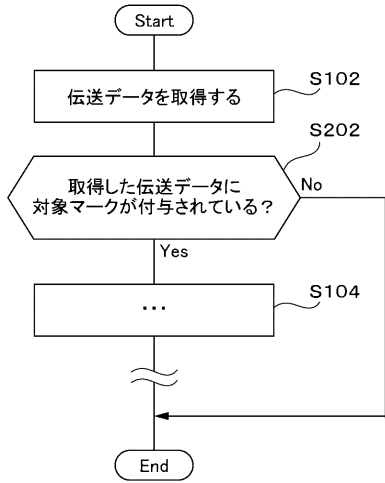 Start
伝送データを取得する
S102
S202
取得した伝送データに
対象マークが付与されている?
No
Yes
...
S104
End